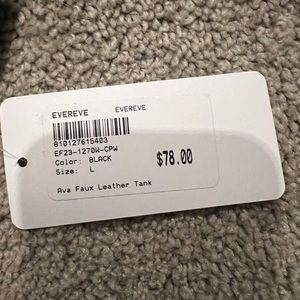 EVEREVE EVEREVE
810127615403
EF23-1270W-CPW
Color: BLACK
$78.00
Size: L
Ava Faux Leather Tank